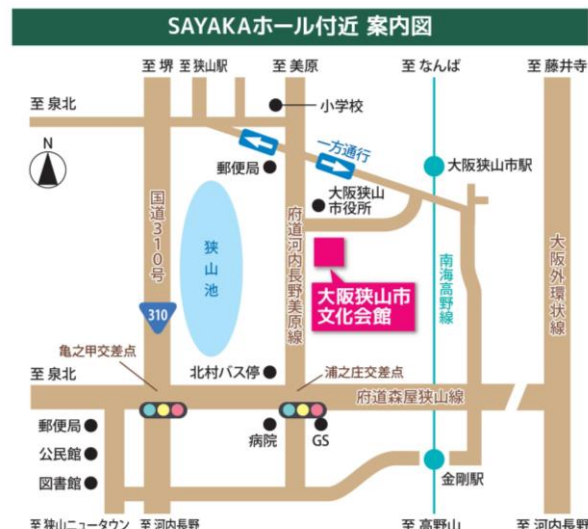 SAYAKAホール付近 案内図
至 堺
至 狭山駅
至 美原
至 なんば
至 藤井寺
至 泉北
小学校
一方通行
N
郵便局
大阪狭山市駅
大阪狭山
市役所
国道310号
狭山池
府道河内長野美原線
南海高野線
大阪外環状線
大阪狭山市
文化会館
310
亀之甲交差点
北村バス停
浦之庄交差点
至 泉北
府道森屋狭山線
郵便局
病院
GS
公民館
金剛駅
図書館
至 狭山ニュータウン
至 河内長野
至 高野山
至 河内長野